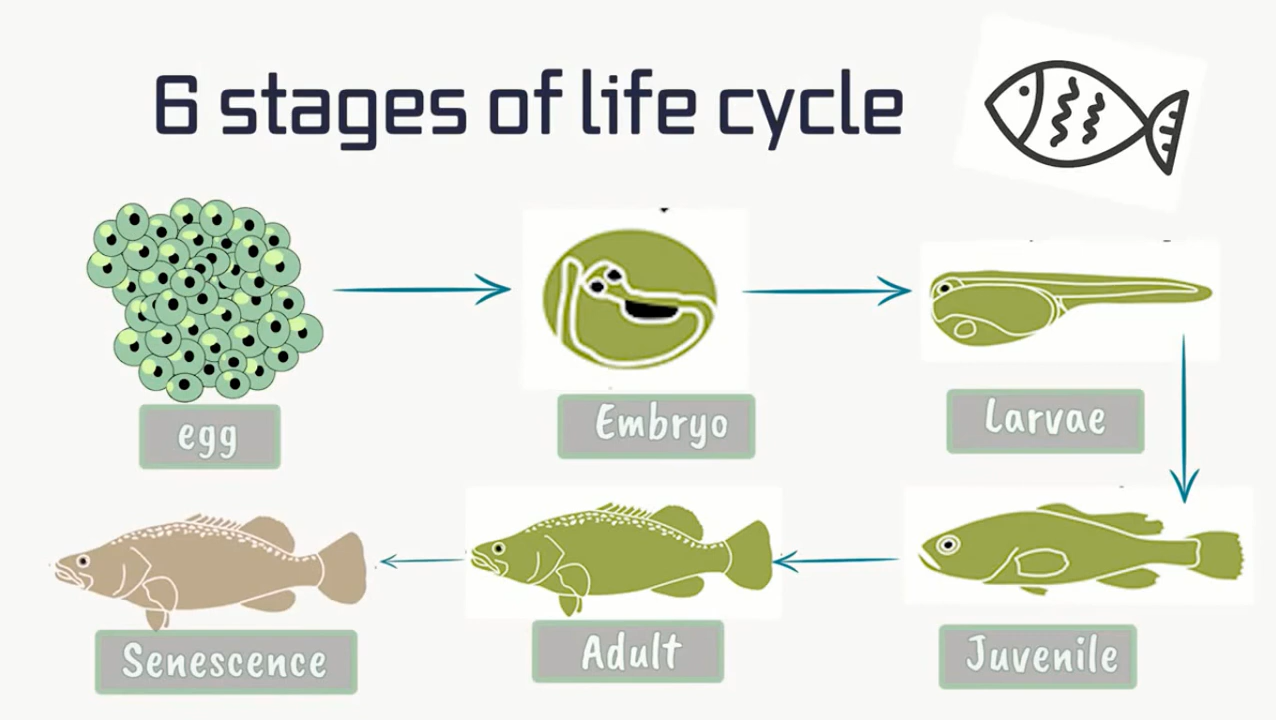 6 stages of life cycle
egg
Embryo
Larvae
Senescence
Adult
Juvenile